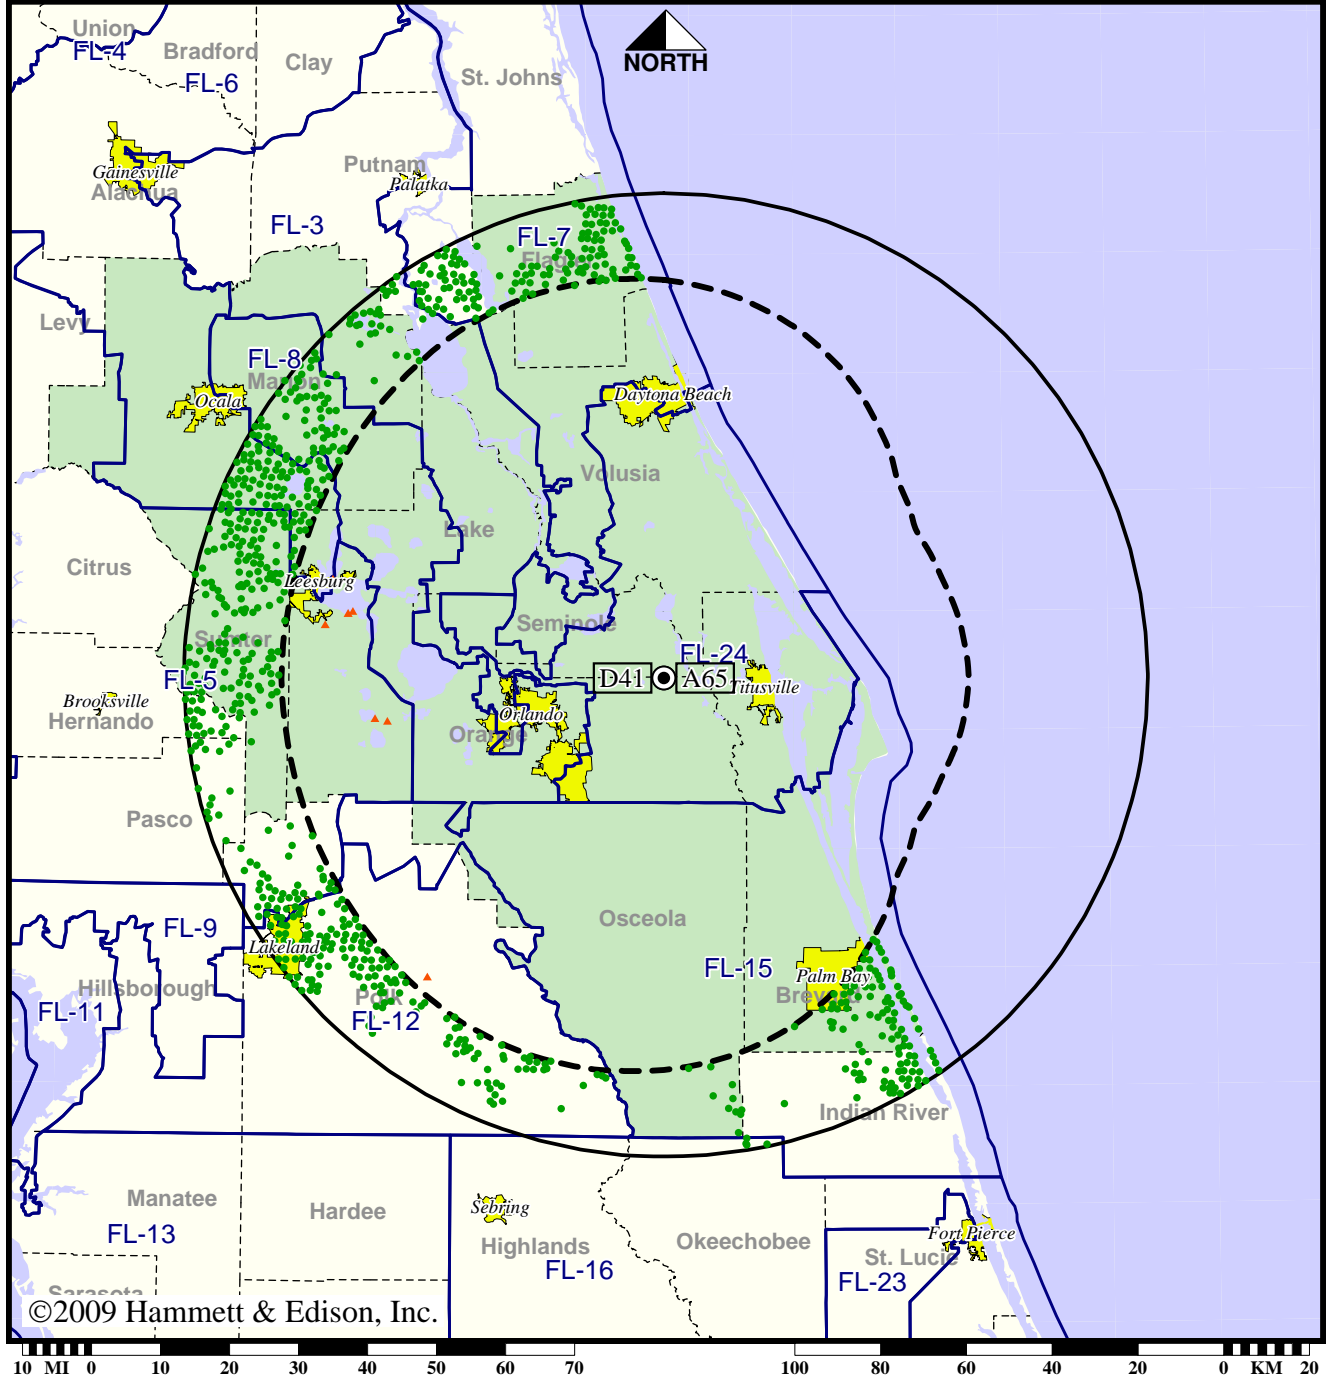 Union
FL-4
Bradford
FL-6
Clay
St. Johns
NORTH
Gainesville
Alachua
Putnam
Palatka
FL-3
FL-7
Flagler
Levy
FL-8
Marion
Ocala
Daytona Beach
Volusia
Lake
Citrus
Leesburg
Seminole
Sumter
FL-24
FL-5
D41 A65
Titusville
Brooksville
Hernando
Orlando
Orange
Pasco
Osceola
FL-9
Lakeland
FL-15
Palm Bay
Hillsborough
Polk
Brevard
FL-11
FL-12
Indian River
Manatee
Hardee
Sebring
FL-13
Highlands
Okeechobee
Fort Pierce
St. Lucie
FL-16
FL-23
Sarasota
©2009 Hammett & Edison, Inc.
10 MI 0 10 20 30 40 50 60 70 100 80 60 40 20 0 KM 20